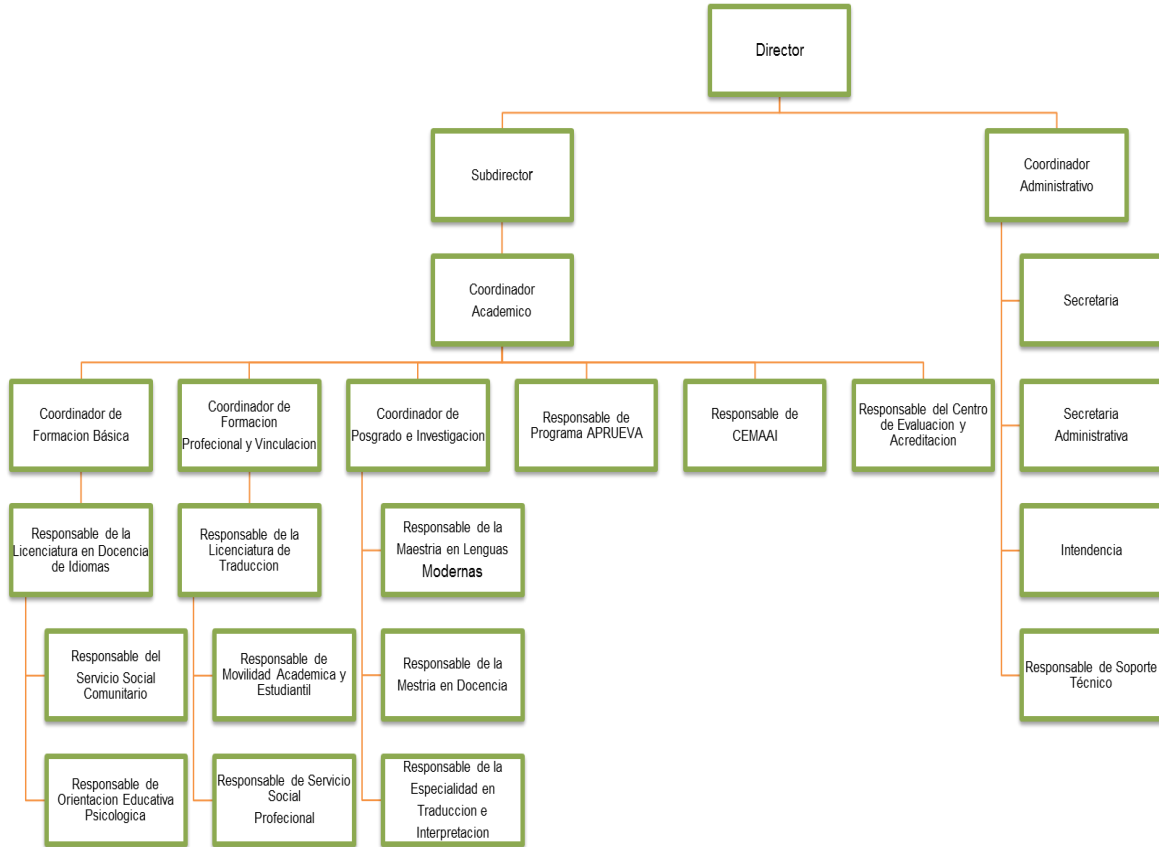 Director
Subdirector
Coordinador
Administrativo
Coordinador
Academico
Secretaria
Coordinador de
Formacion Básica
Coordinador de
Formacion
Profecional y Vinculacion
Coordinador de
Posgrado e Investigacion
Responsable de
Programa APRUEVA
Responsable de
CEMAAI
Responsable del Centro
de Evaluacion y
Acreditacion
Secretaria
Administrativa
Responsable de la
Licenciatura en Docencia
de Idiomas
Responsable de la
Licenciatura de
Traduccion
Responsable de la
Maestria en Lenguas
Modernas
Intendencia
Responsable del
Servicio Social
Comunitario
Responsable de
Movilidad Academica y
Estudiantil
Responsable de la
Mestria en Docencia
Responsable de Soporte
Técnico
Responsable de
Orientacion Educativa
Psicologica
Responsable de Servicio
Social
Profecional
Responsable de la
Especialidad en
Traduccion e
Interpretacion